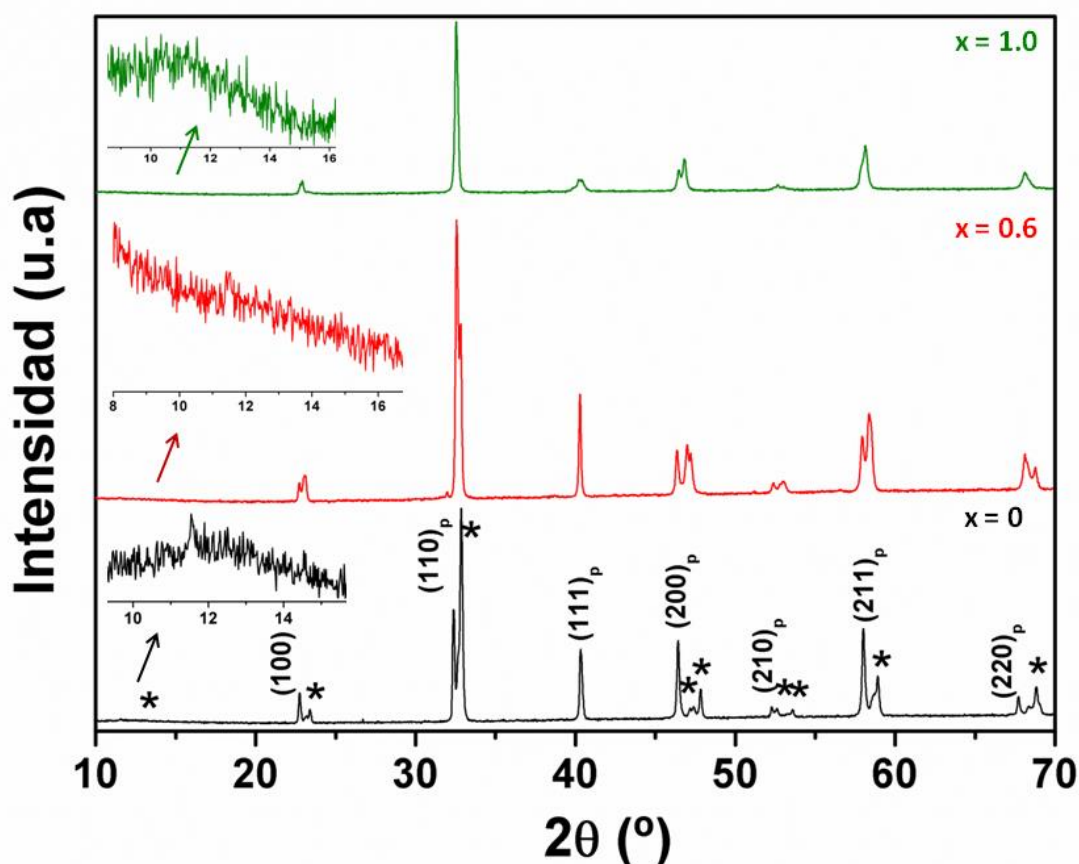 x = 1.0
10 12 14 16
x = 0.6
8 10 12 14 16
x = 0
10 12 14
(100)
*
(110)p
*
(111)p
(200)p
*
*
(210)p
*
*
(211)p
*
(220)p
*
*
10 20 30 40 50 60 70
2θ (º)
Intensidad (u.a)